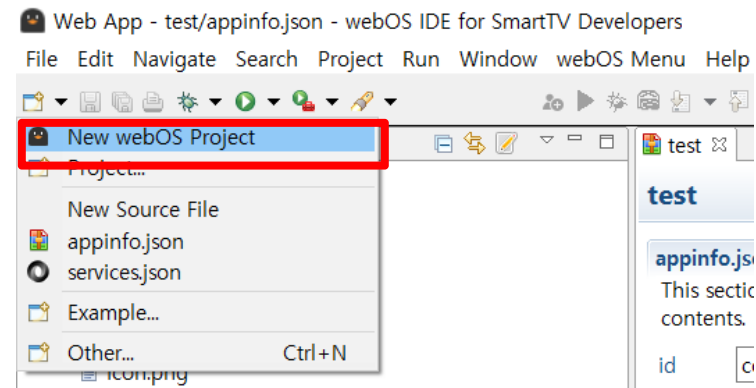 Web App - test/appinfo.json - webOS IDE for SmartTV Developers
File Edit Navigate Search Project Run Window webOS Menu Help
New webOS Project
test
Project...
test
New Source File
appinfo.json
services.json
This
contents.
Example...
Other... Ctrl+N
id
icon.png